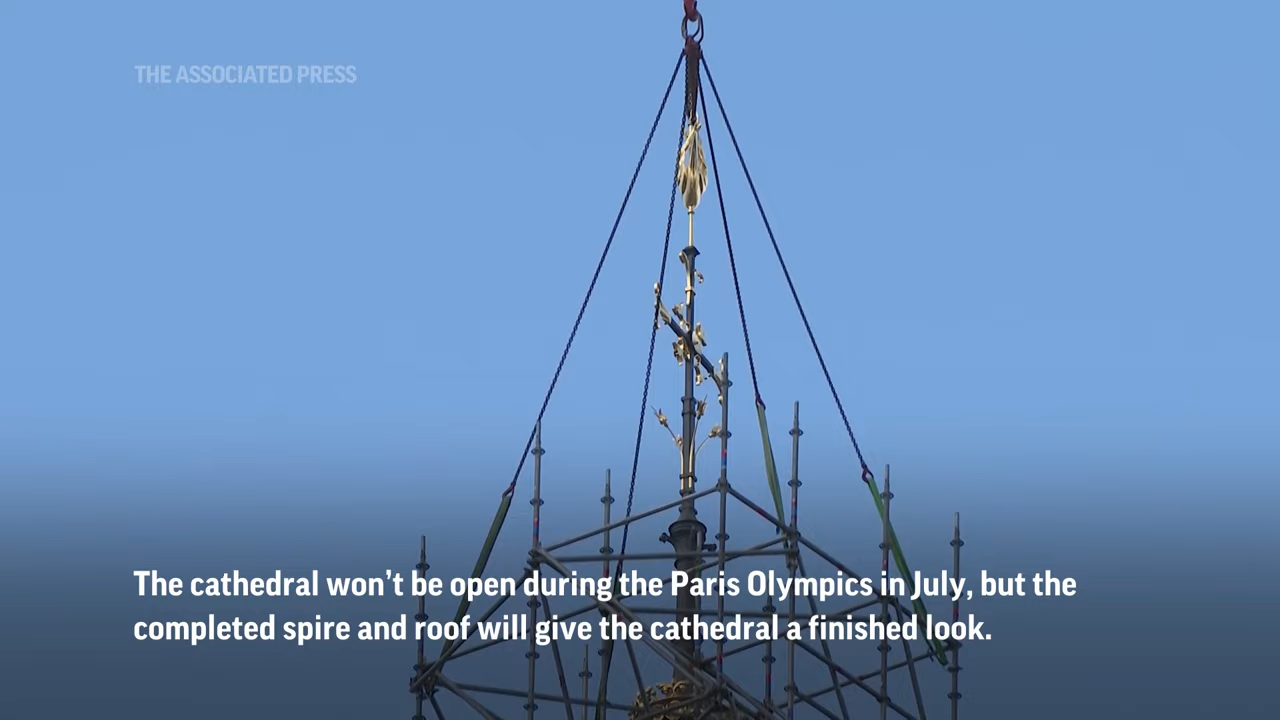 THE ASSOCIATED PRESS
The cathedral won't be open during the Paris Olympics in July, but the
completed spire and roof will give the cathedral a finished look.